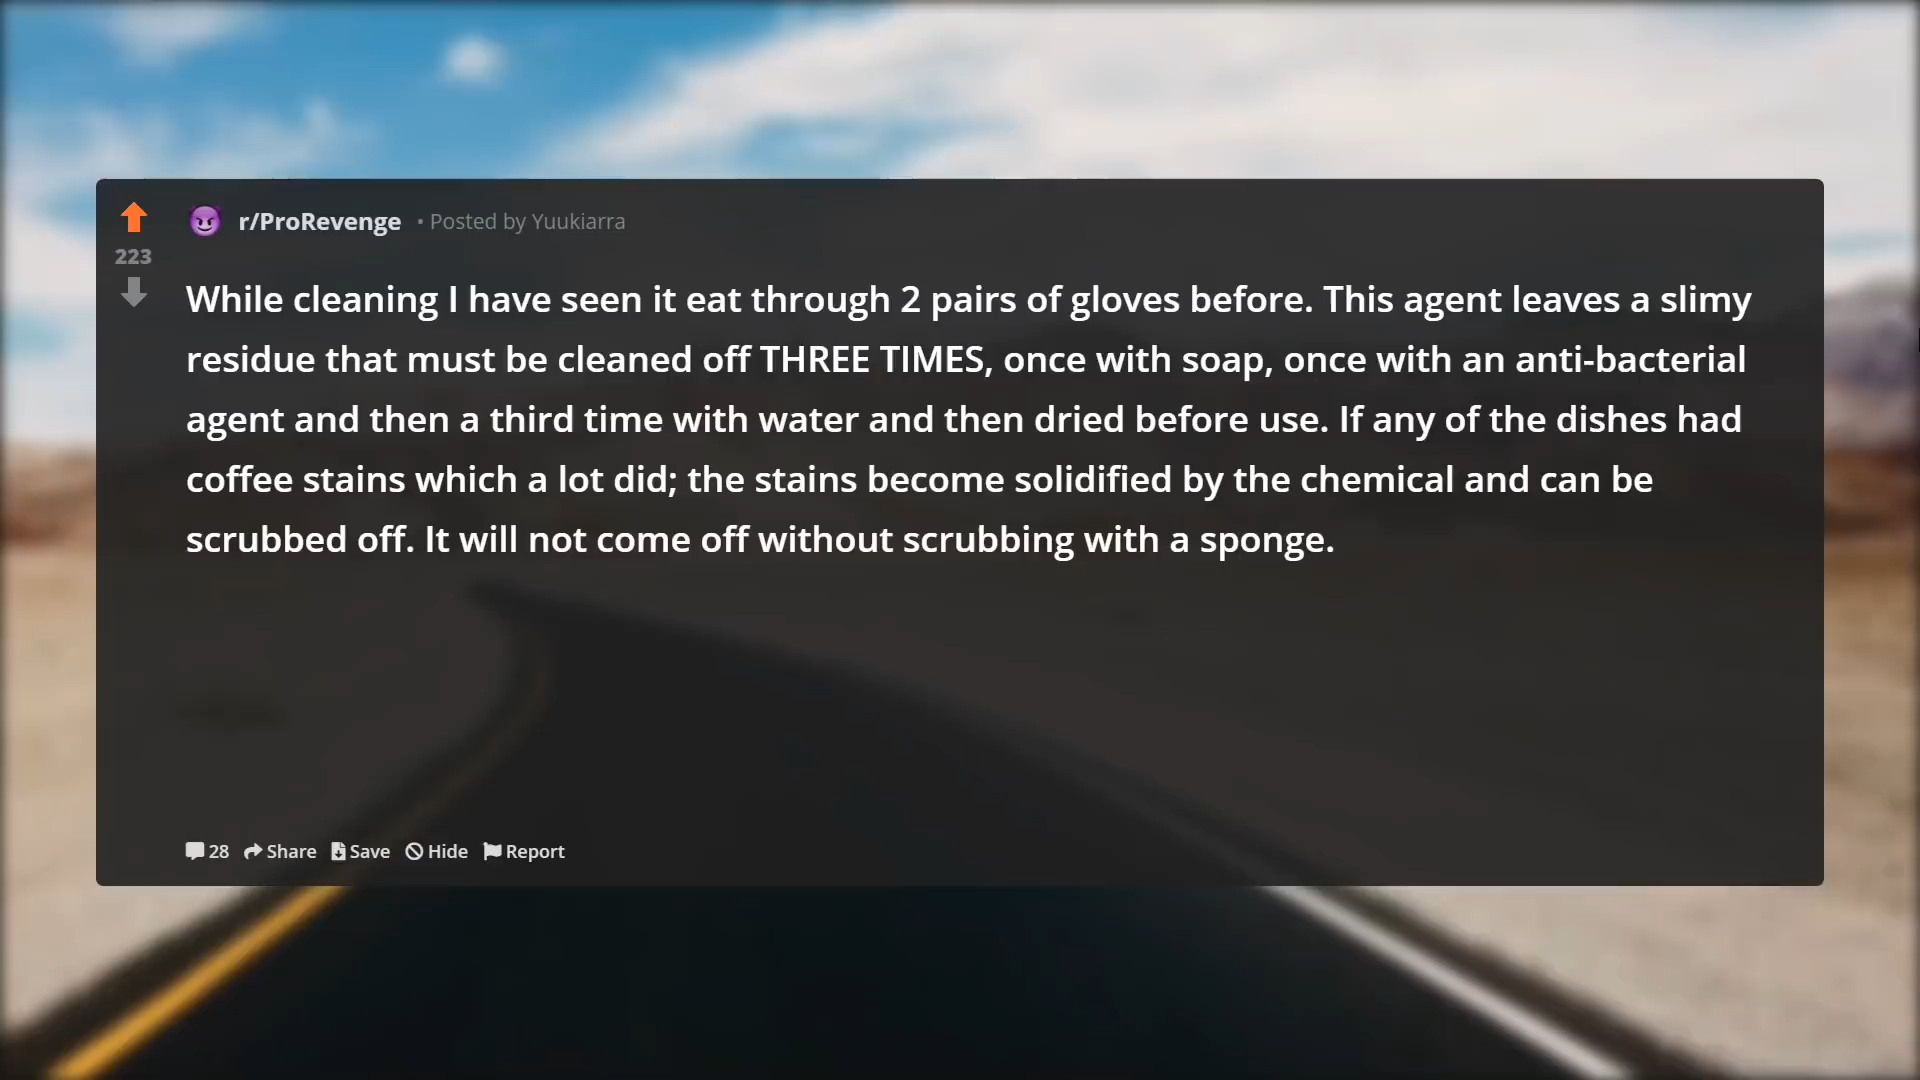 r/ProRevenge • Posted by Yuukiarra
223
While cleaning I have seen it eat through 2 pairs of gloves before. This agent leaves a slimy
residue that must be cleaned off THREE TIMES, once with soap, once with an anti-bacterial
agent and then a third time with water and then dried before use. If any of the dishes had
coffee stains which a lot did; the stains become solidified by the chemical and can be
scrubbed off. It will not come off without scrubbing with a sponge.
28 Share Save Hide Report